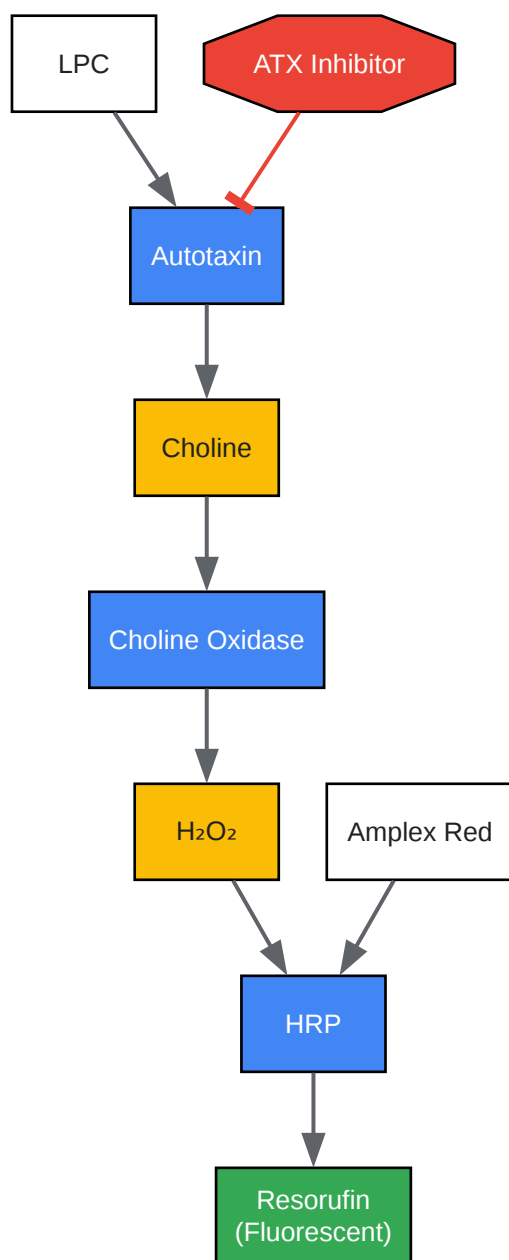 LPC
ATX Inhibitor
Autotaxin
Choline
Choline Oxidase
H₂O₂
Amplex Red
HRP
Resorufin
(Fluorescent)